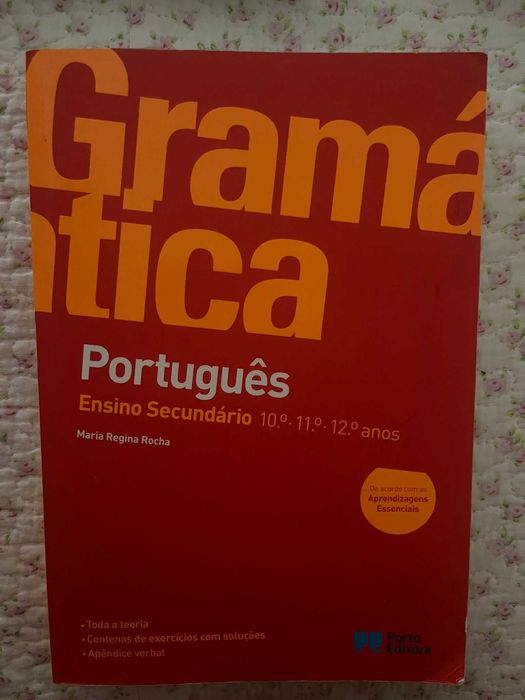 Gramá
tica
Português
Ensino Secundário 10.º · 11.º · 12.º anos
Maria Regina Rocha
De acordo com as
Aprendizagens
Essenciais
• Toda a teoria
• Centenas de exercícios com soluções
• Apêndice verbal
PE Porto
Editora